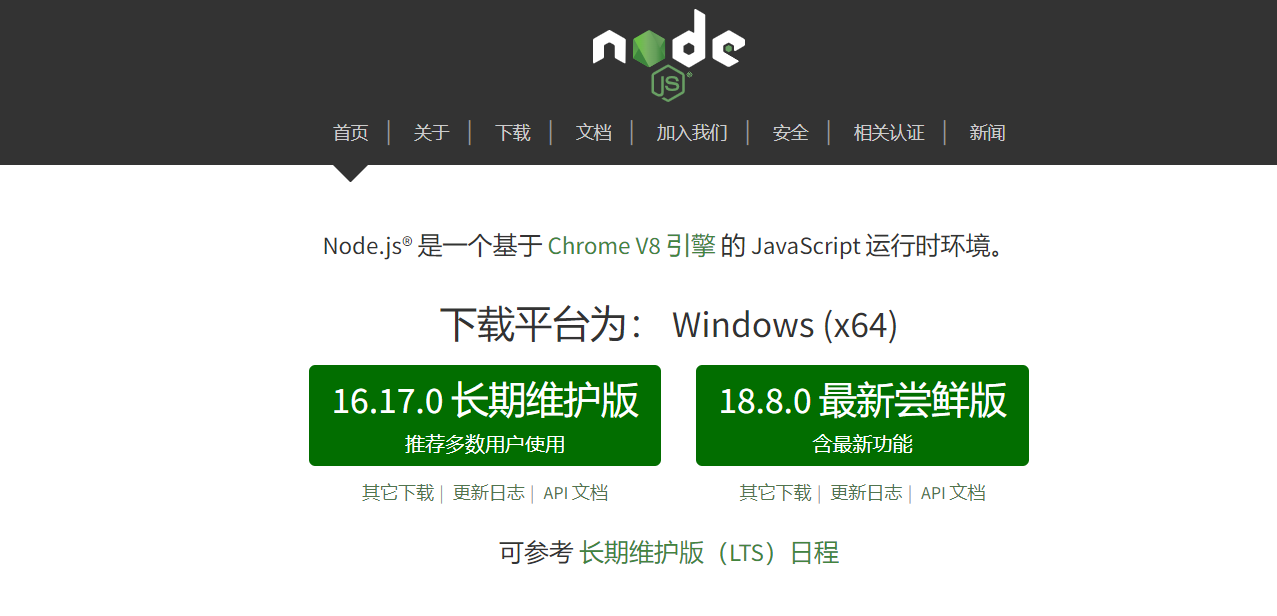 node
JS®
首页 | 关于 | 下载 | 文档 | 加入我们 | 安全 | 相关认证 | 新闻
Node.js® 是一个基于 Chrome V8 引擎 的 JavaScript 运行时环境。
下载平台为： Windows (x64)
16.17.0 长期维护版
推荐多数用户使用
18.8.0 最新尝鲜版
含最新功能
其它下载 | 更新日志 | API 文档
其它下载 | 更新日志 | API 文档
可参考 长期维护版（LTS）日程